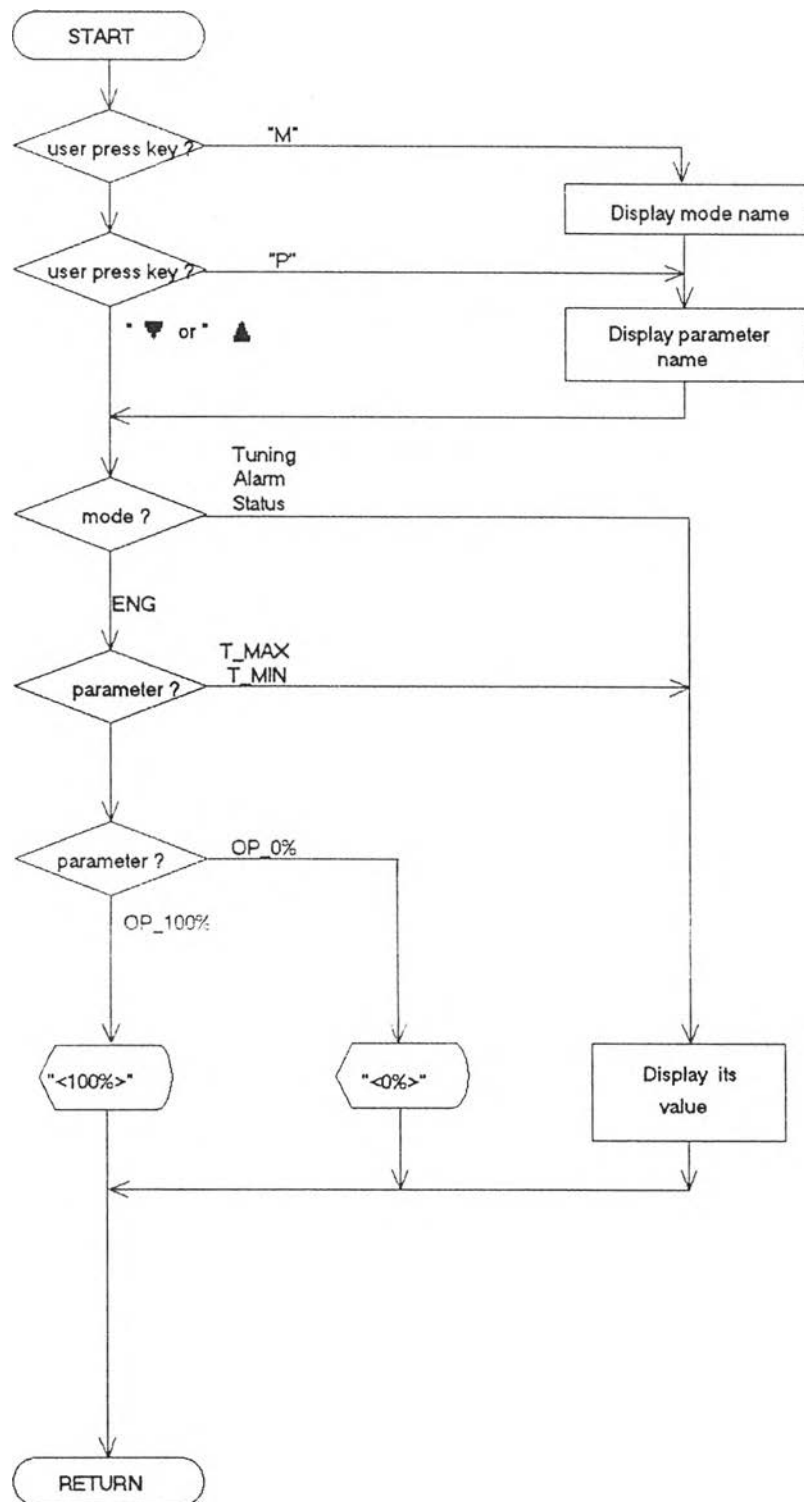 START
user press key ?
"M"
Display mode name
user press key ?
"P"
" ▼ or " ▲
Display parameter
name
Tuning
Alarm
Status
mode ?
ENG
T_MAX
T_MIN
parameter ?
parameter ?
OP_0%
OP_100%
"<100%>"
"<0%>"
Display its
value
RETURN